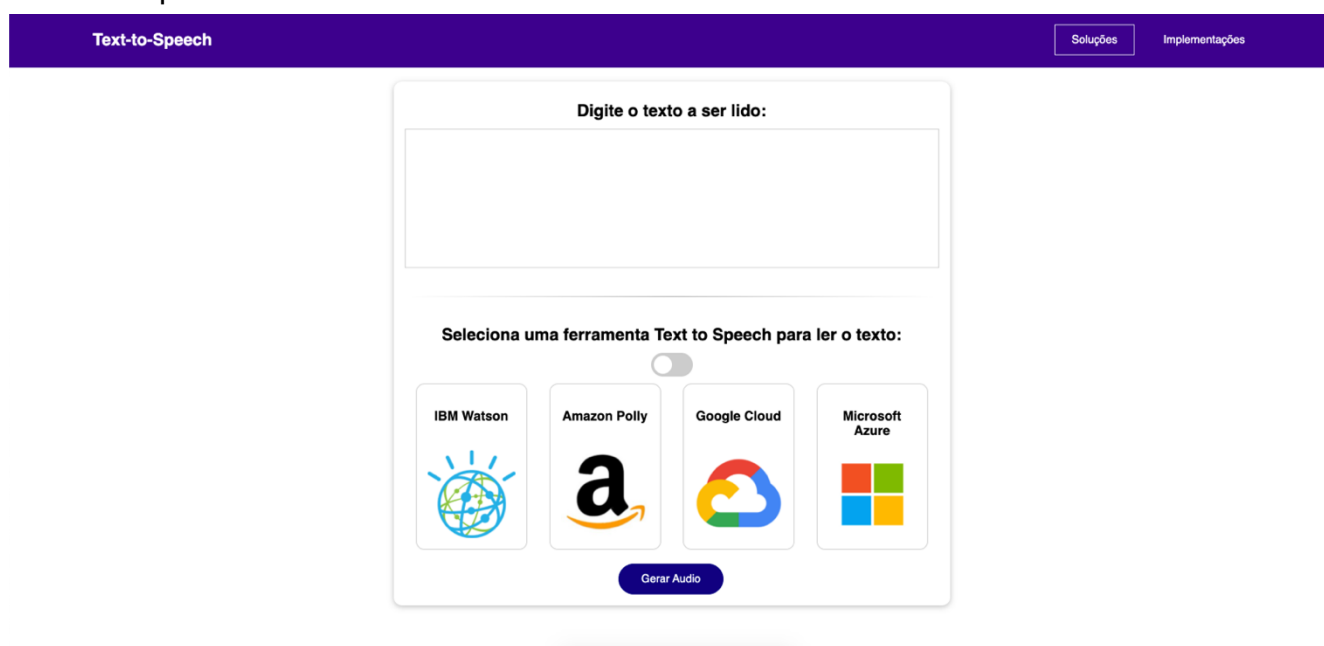 Text-to-Speech
Soluções
Implementações
Digite o texto a ser lido:
Seleciona uma ferramenta Text to Speech para ler o texto:
IBM Watson
Amazon Polly
Google Cloud
Microsoft
Azure
a
Gerar Audio